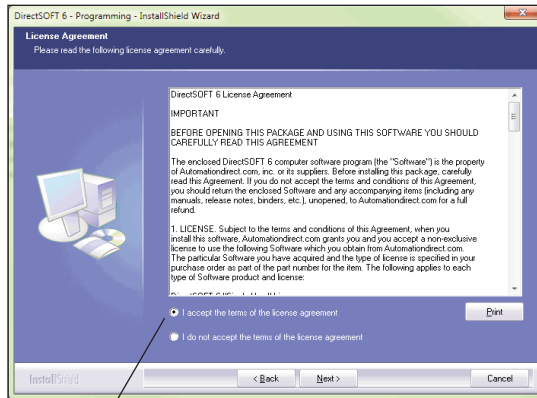 DirectSOFT 6 - Programming - InstallShield Wizard
License Agreement
Please read the following license agreement carefully.
DirectSOFT 6 License Agreement
IMPORTANT
BEFORE OPENING THIS PACKAGE AND USING THIS SOFTWARE YOU SHOULD
CAREFULLY READ THIS AGREEMENT
The enclosed DirectSOFT 6 computer software program (the "Software") is the property
of Automationdirect.com, inc. or its suppliers. Before installing this package, carefully
read this Agreement. If you do not accept the terms and conditions of this Agreement,
you should return the enclosed Software and any accompanying items (including any
manuals, release notes, binders, etc.), unopened, to Automationdirect.com for a full
refund.
1. LICENSE. Subject to the terms and conditions of this Agreement, when you
install this software, Automationdirect.com grants you and you accept a non-exclusive
license to use the following Software which you obtain from Automationdirect.com.
The particular Software you have acquired and the type of license is specified in your
purchase order as part of the part number for the item. The following applies to each
type of Software product and license:
I accept the terms of the license agreement
Print
I do not accept the terms of the license agreement
InstallShield
< Back
Next >
Cancel